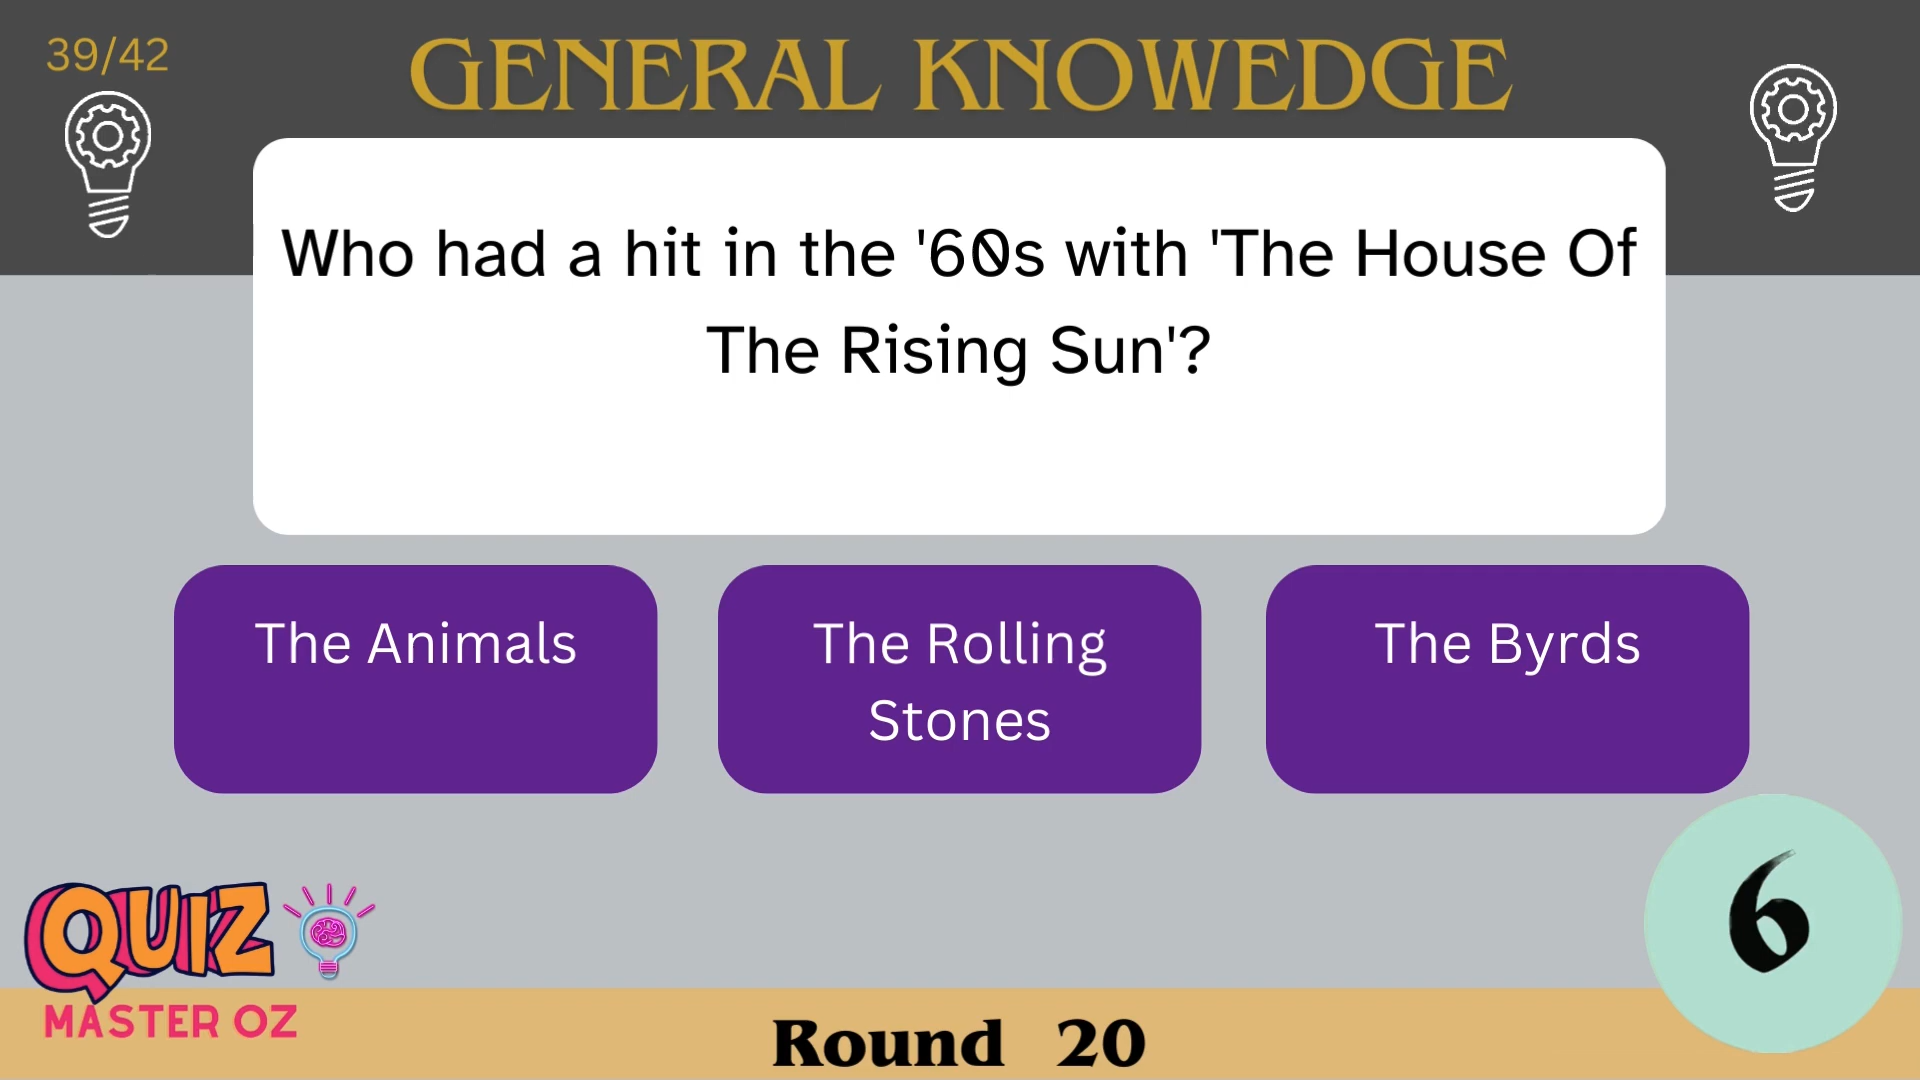 39/42
GENERAL KNOWEDGE
Who had a hit in the '60s with 'The House Of
The Rising Sun'?
The Animals
The Rolling
Stones
The Byrds
6
QUIZ
MASTER OZ
Round 20